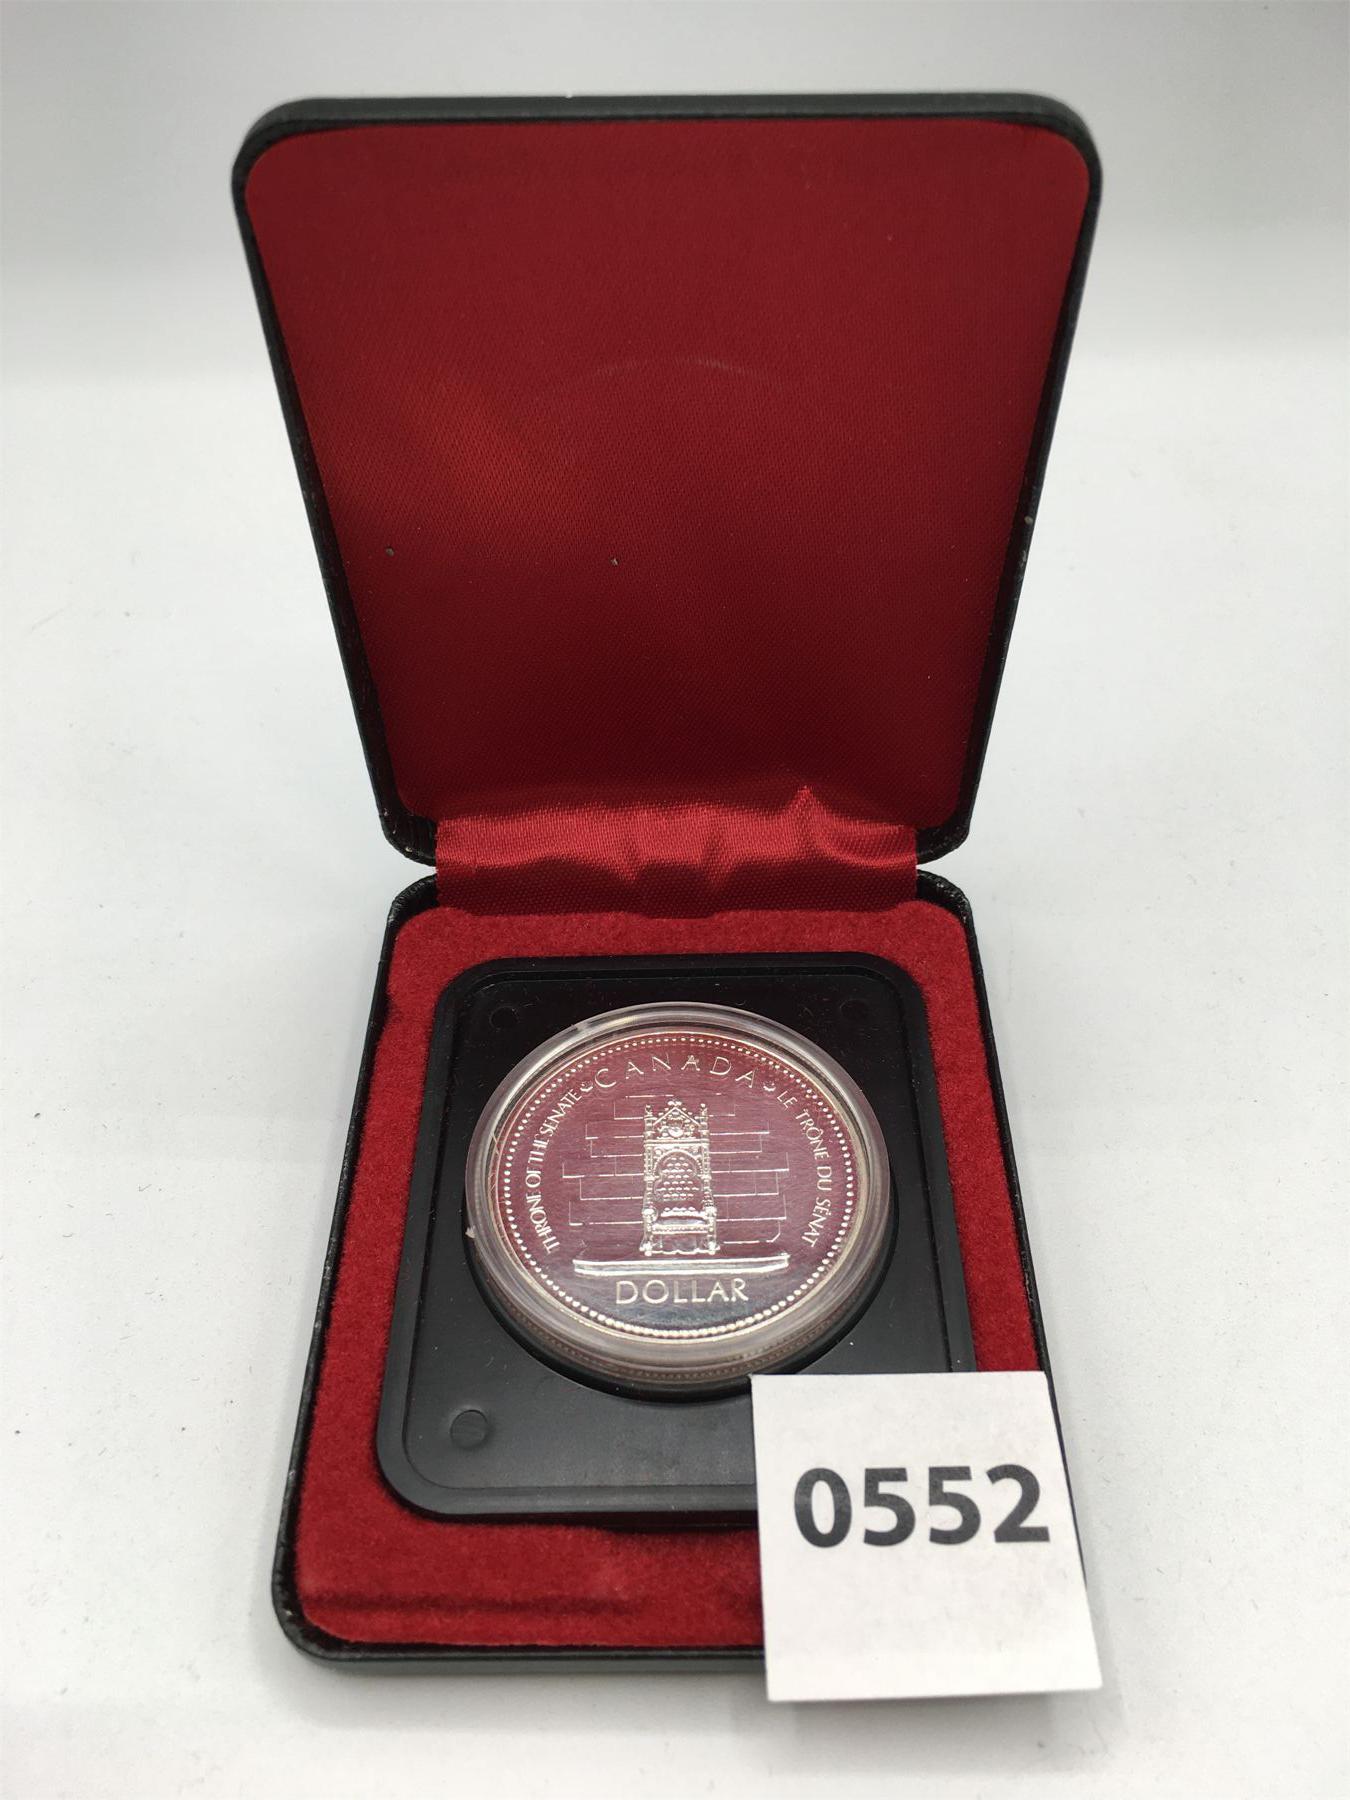 CANADA
THRONE OF THE SENATE
LE TRÔNE DU SÉNAT
DOLLAR
0552